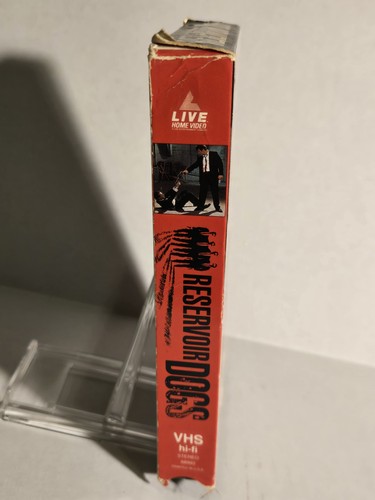 LIVE
HOME VIDEO
RESERVOIR DOGS
VHS
hi-fi
STEREO